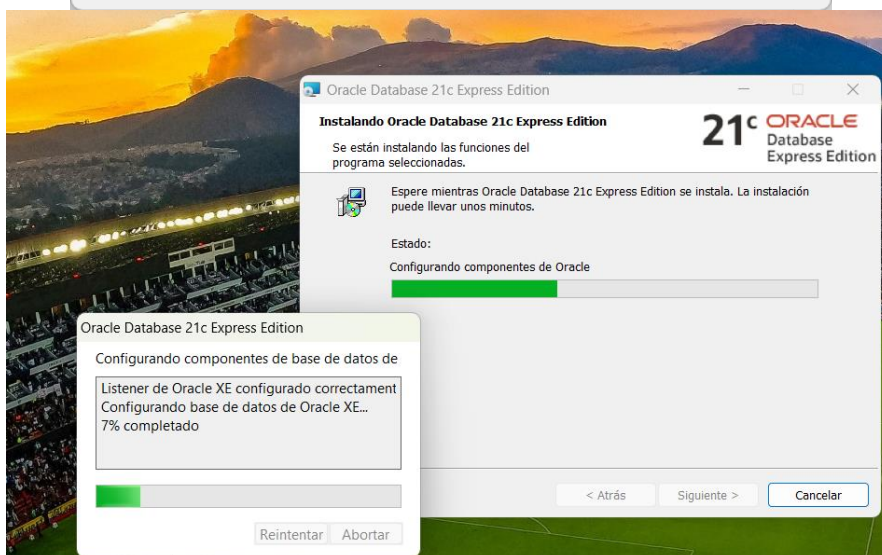 Oracle Database 21c Express Edition
Instalando Oracle Database 21c Express Edition
Se están instalando las funciones del
programa seleccionadas.
21c ORACLE
Database
Express Edition
Espere mientras Oracle Database 21c Express Edition se instala. La instalación
puede llevar unos minutos.
Estado:
Configurando componentes de Oracle
Oracle Database 21c Express Edition
Configurando componentes de base de datos de
Listener de Oracle XE configurado correctament
Configurando base de datos de Oracle XE...
7% completado
Reintentar Abortar
< Atrás Siguiente > Cancelar